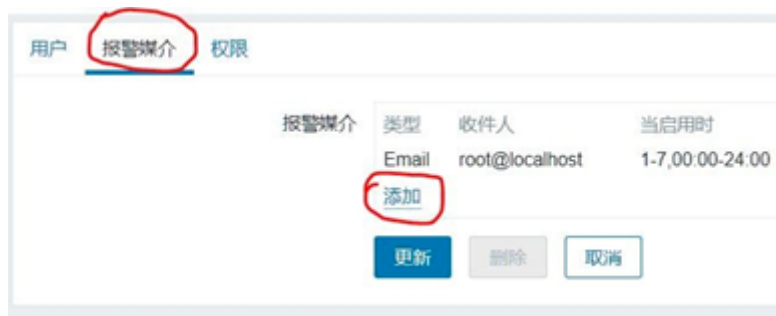 用户 报警媒介 权限
报警媒介 类型 收件人 当启用时
Email root@localhost 1-7,00:00-24:00
添加
更新 删除 取消